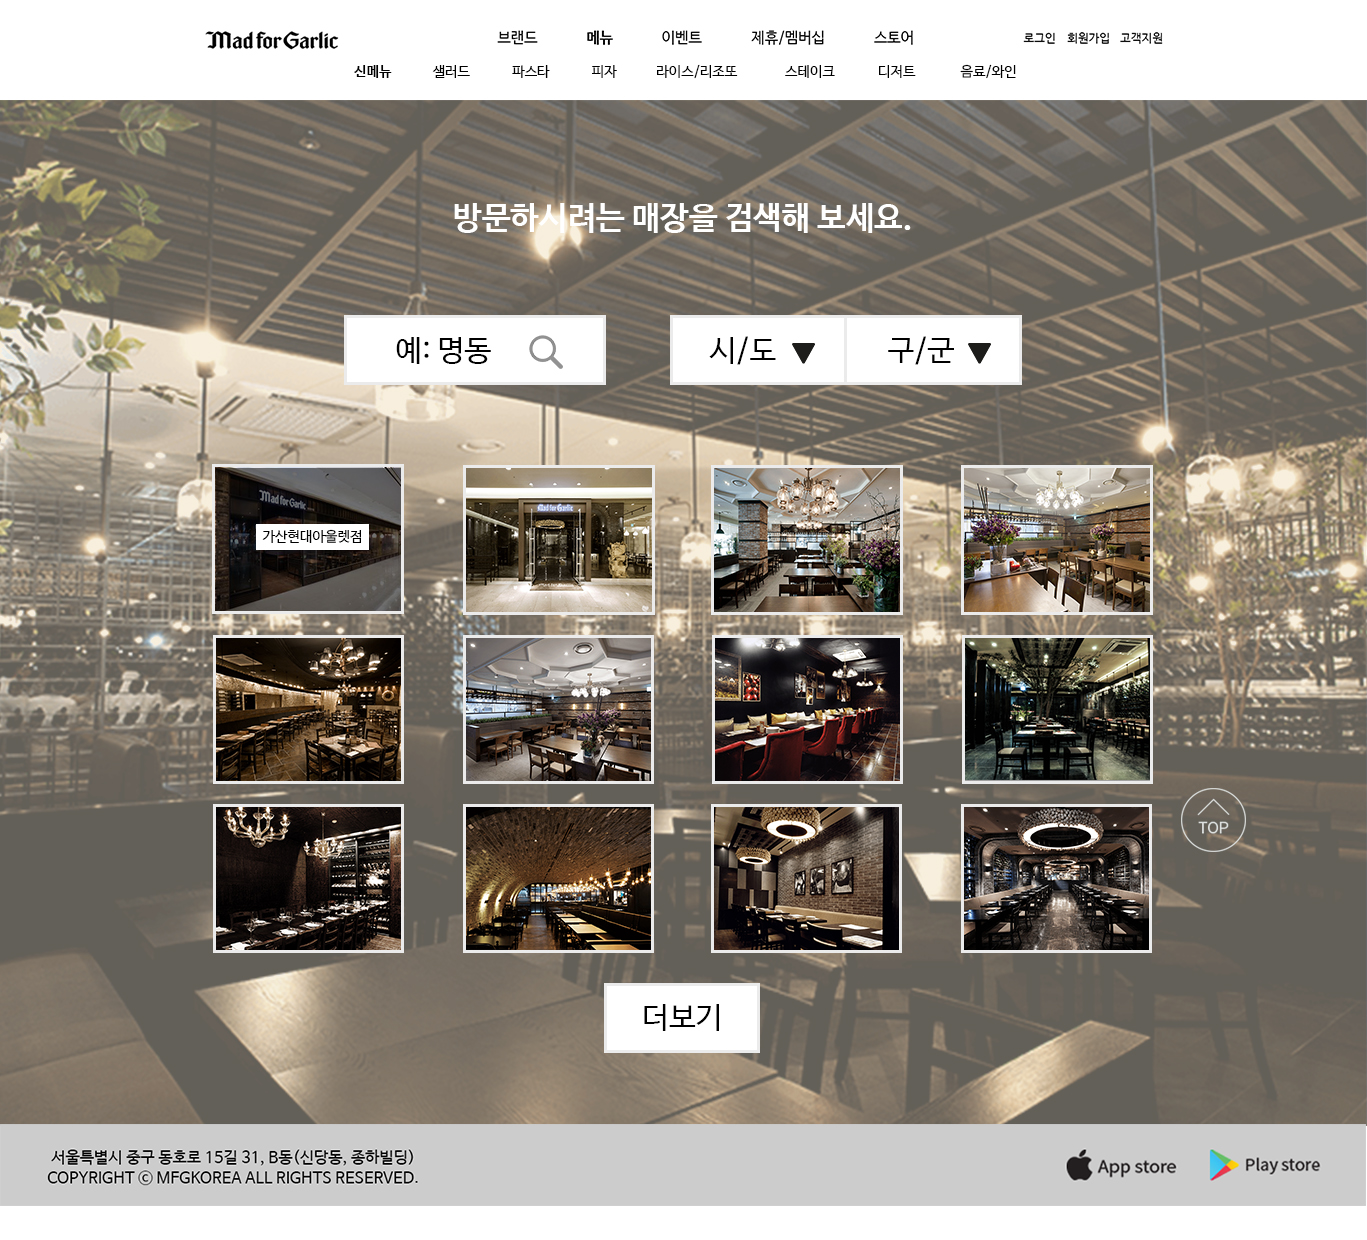 Mad for Garlic
브랜드 메뉴 이벤트 제휴/멤버십 스토어
로그인 회원가입 고객지원
신메뉴 샐러드 파스타 피자 라이스/리조또 스테이크 디저트 음료/와인
방문하시려는 매장을 검색해 보세요.
예: 명동
시/도 ▼ 구/군 ▼
Mad for Garlic
가산현대아울렛점
Mad for Garlic
TOP
더보기
서울특별시 중구 동호로 15길 31, B동(신당동, 종하빌딩)
COPYRIGHT ⓒ MFGKOREA ALL RIGHTS RESERVED.
App store
Play store